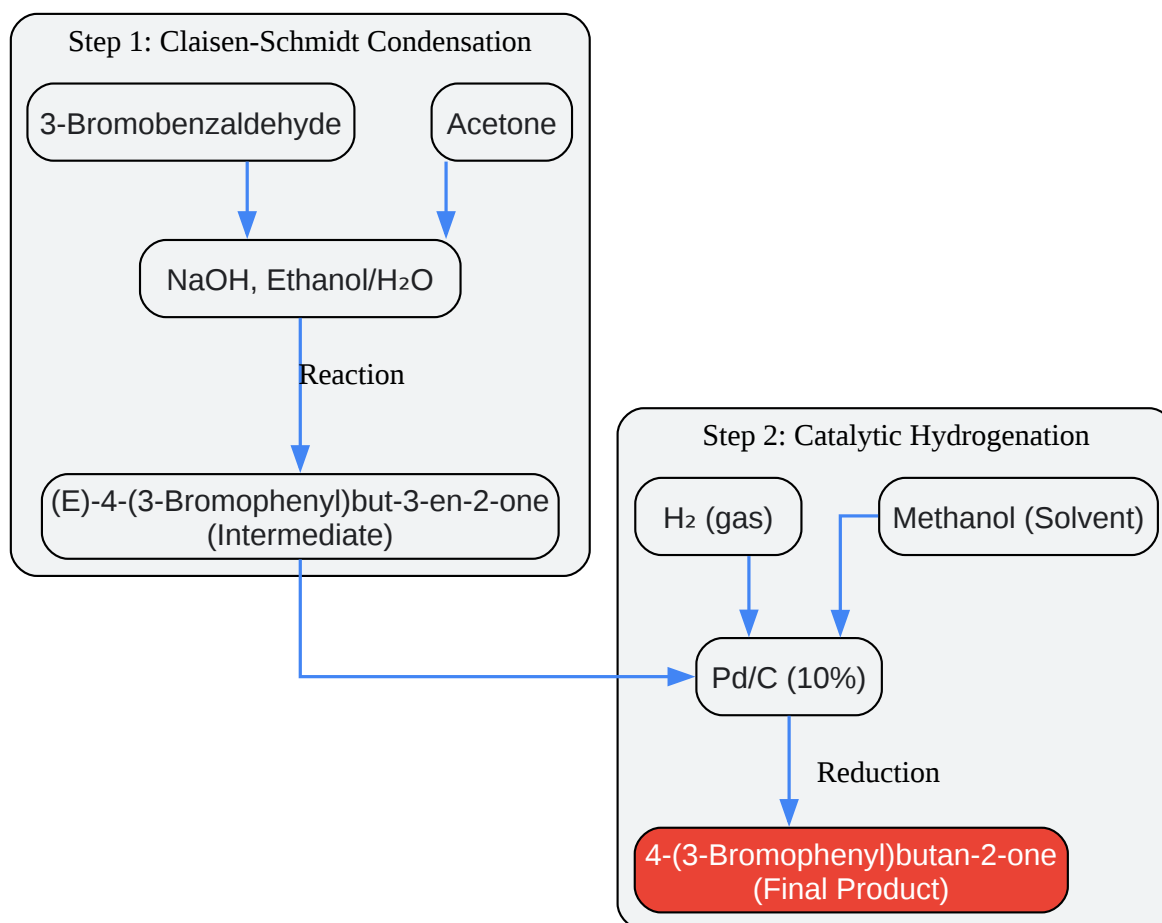 Step 1: Claisen-Schmidt Condensation
3-Bromobenzaldehyde
Acetone
NaOH, Ethanol/H₂O
Reaction
(E)-4-(3-Bromophenyl)but-3-en-2-one
(Intermediate)
Step 2: Catalytic Hydrogenation
H₂ (gas)
Methanol (Solvent)
Pd/C (10%)
Reduction
4-(3-Bromophenyl)butan-2-one
(Final Product)